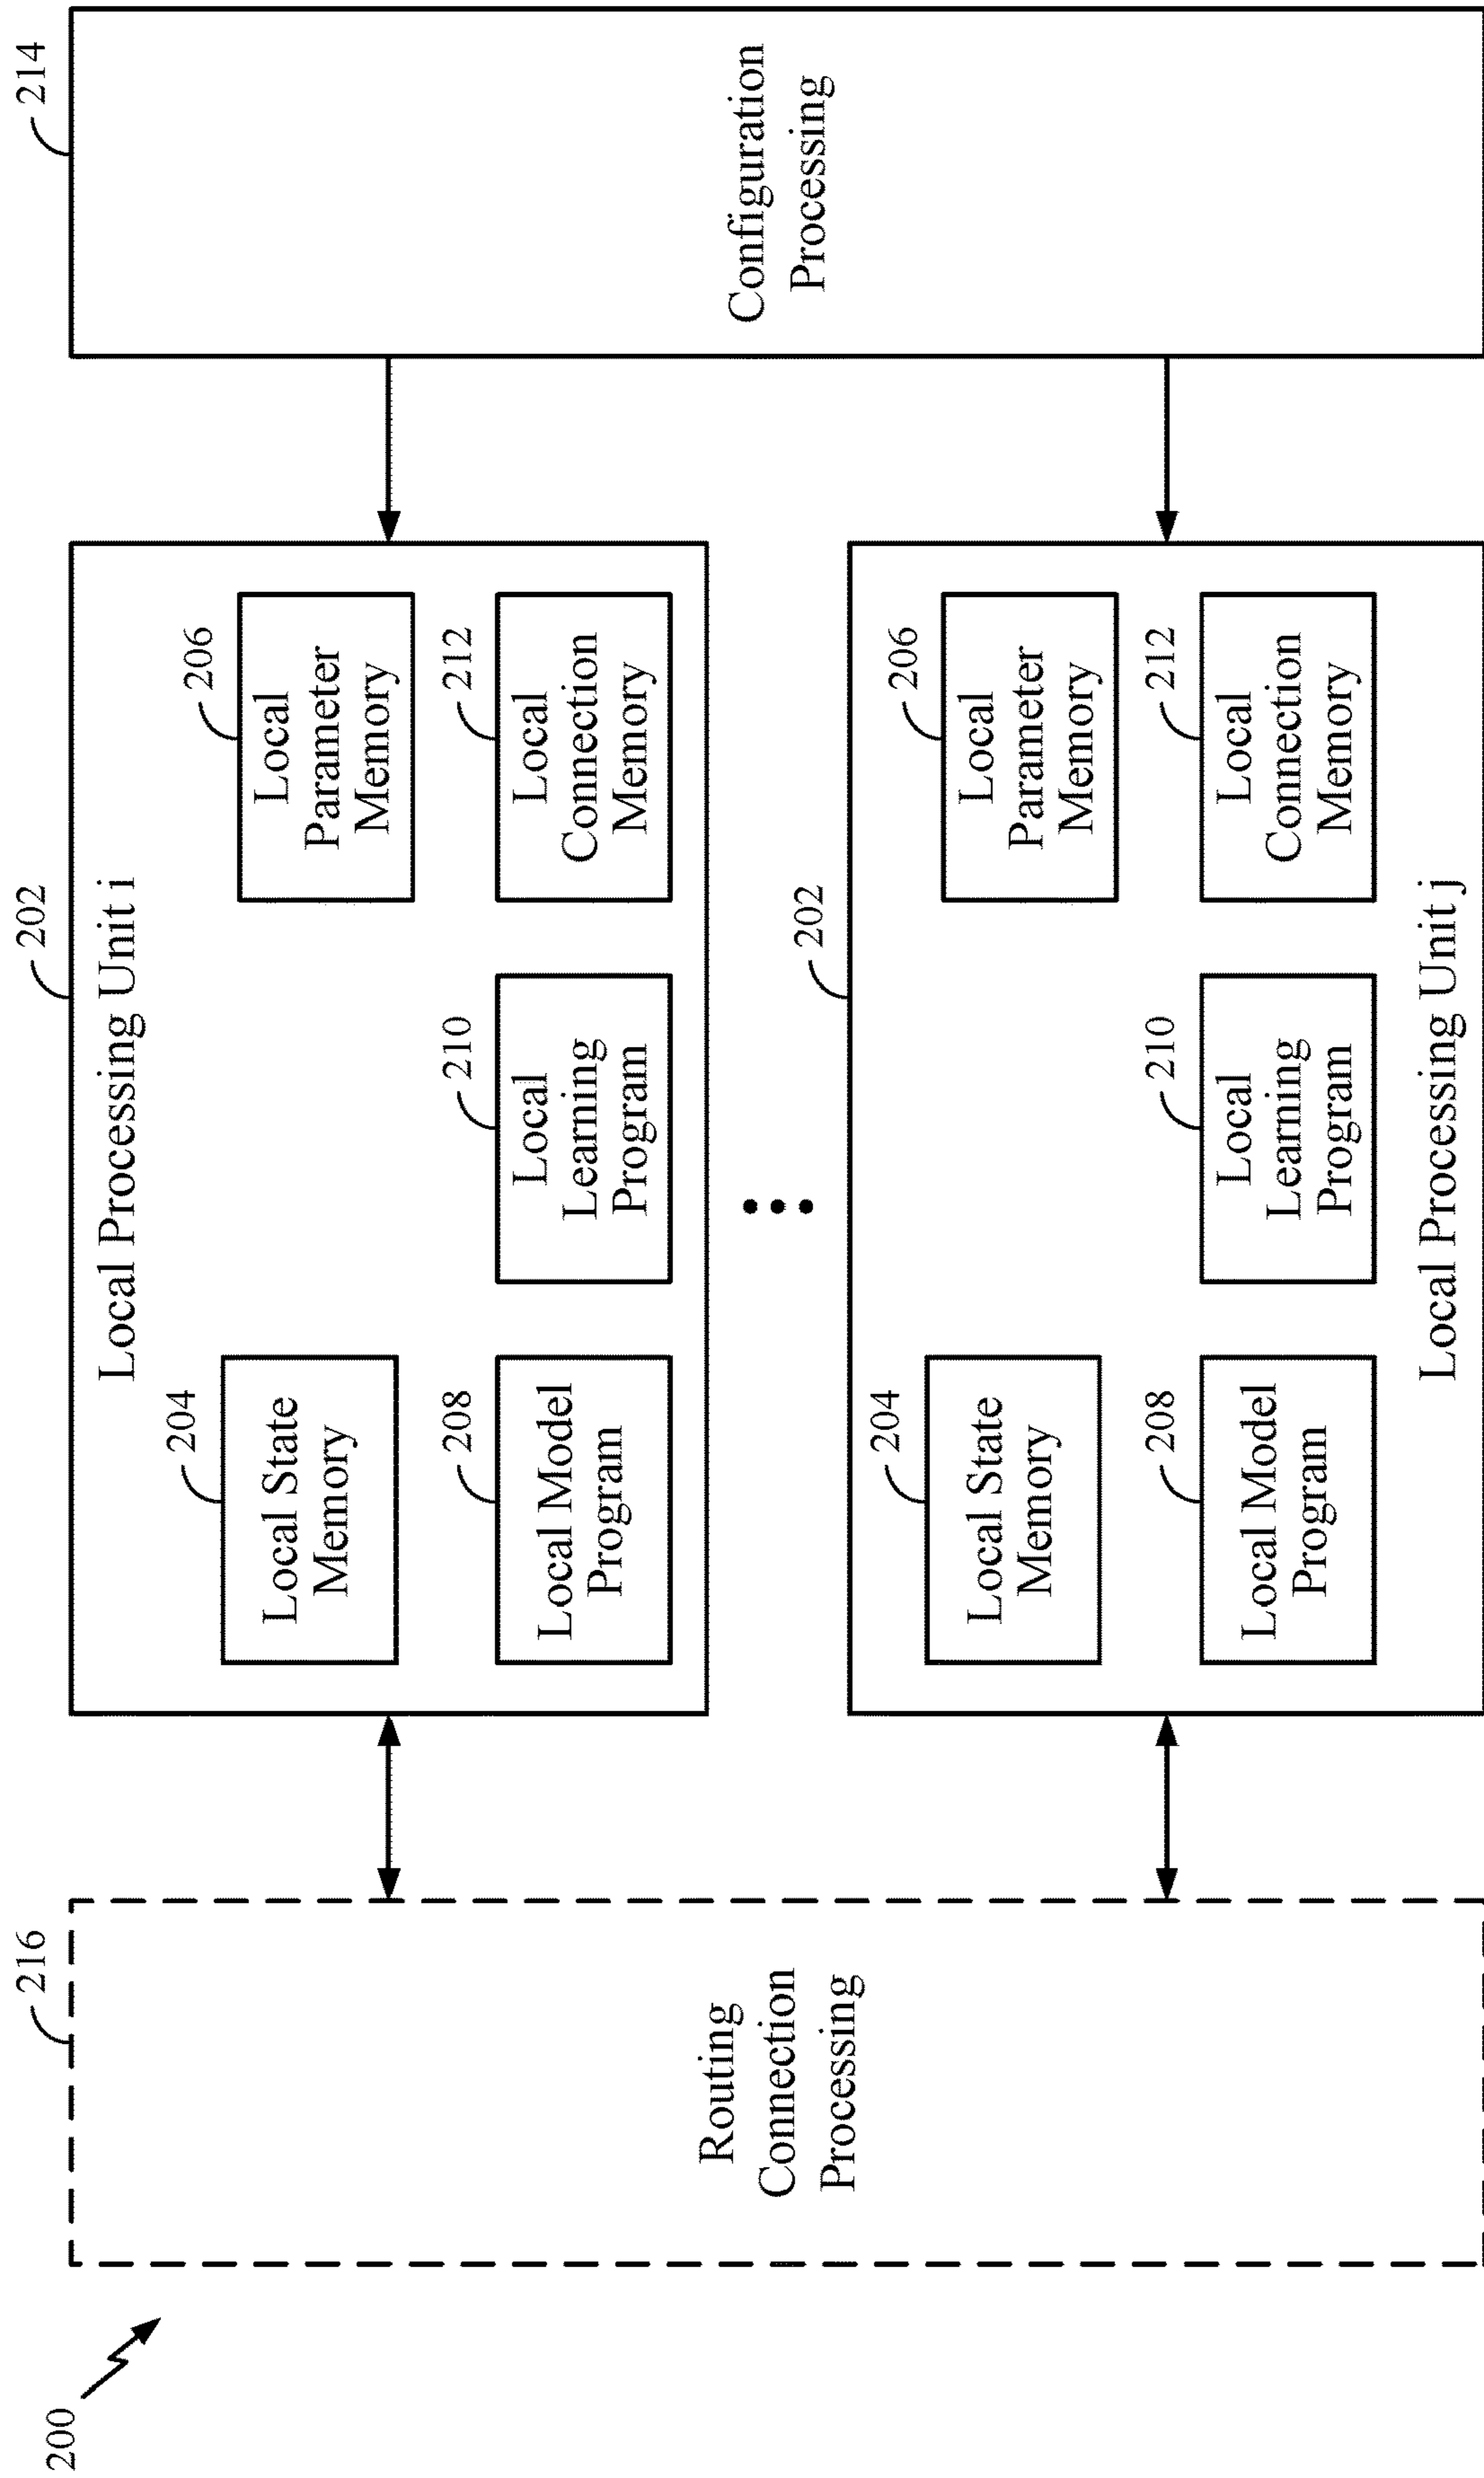 200
216
Routing
Connection
Processing
202
Local Processing Unit i
204
Local State
Memory
206
Local
Parameter
Memory
208
Local Model
Program
210
Local
Learning
Program
212
Local
Connection
Memory
202
204
Local State
Memory
206
Local
Parameter
Memory
208
Local Model
Program
210
Local
Learning
Program
212
Local
Connection
Memory
Local Processing Unit j
214
Configuration
Processing